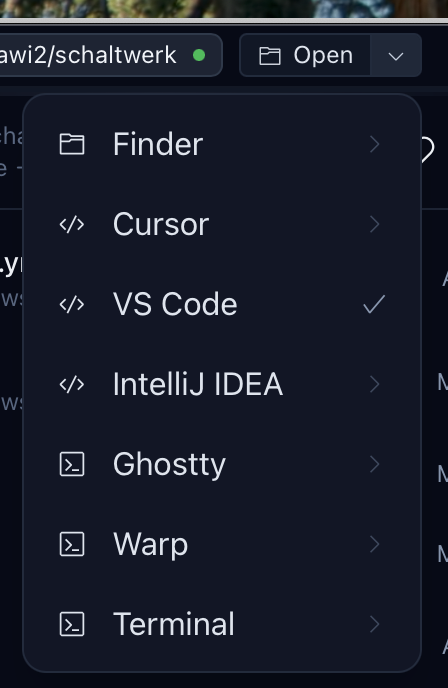 awi2/schaltwerk
Open
Finder
Cursor
VS Code
IntelliJ IDEA
Ghostty
Warp
Terminal